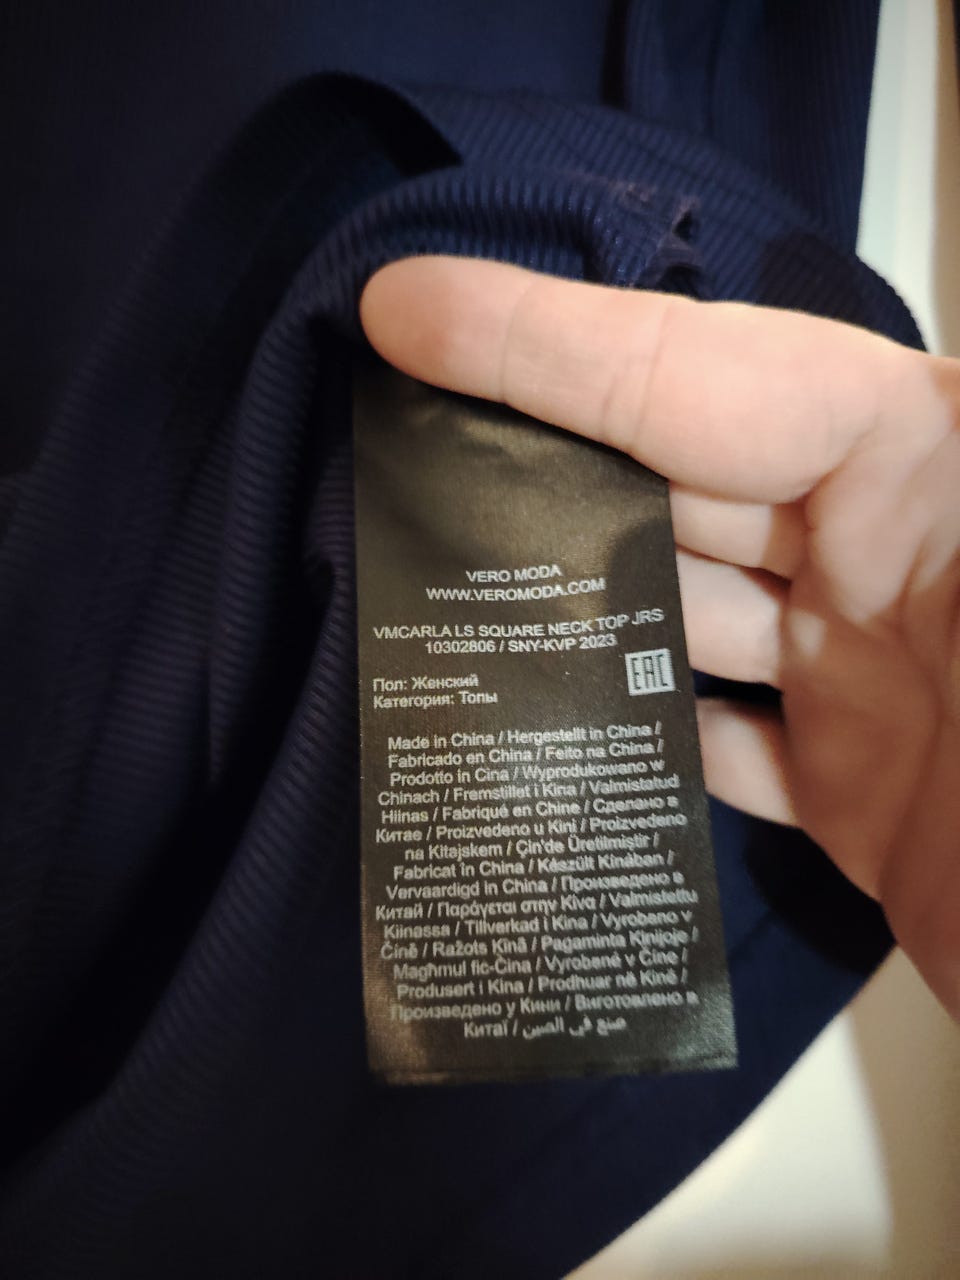 VERO MODA
WWW.VEROMODA.COM
VMCARLA LS SQUARE NECK TOP JRS
10302806 / SNY-KVP 2023
EAC
Пол: Женский
Категория: Топы
Made in China / Hergestellt in China /
Fabricado en China / Feito na China /
Prodotto in Cina / Wyprodukowano w
Chinach / Fremstillet i Kina / Valmistatud
Hiinas / Fabriqué en Chine / Сделано в
Китае / Proizvedeno u Kini / Proizvedeno
na Kitajskem / Çin'de Üretilmiştir /
Fabricat în China / Készült Kínában /
Vervaardigd in China / Произведено в
Китай / Παράγεται στην Κίνα / Valmistettu
Kiinassa / Tillverkad i Kina / Vyrobeno v
Číně / Ražots Ķīnā / Pagaminta Kinijoje /
Magħmul fic-Ċina / Vyrobené v Číne /
Produsert i Kina / Prodhuar në Kinë /
Произведено у Кини / Виготовлено в
Китаї / صنع في الصين